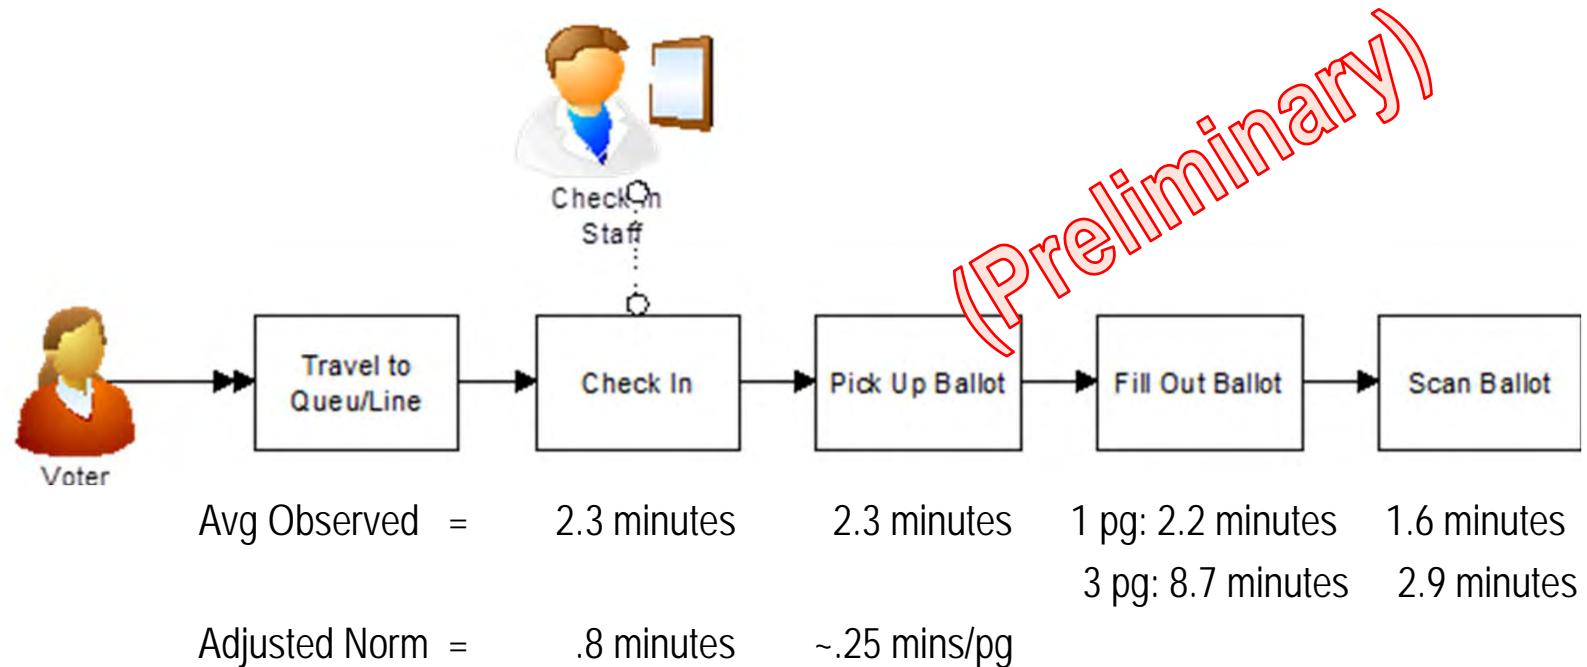 Check In
Staff
(Preliminary)
Voter
Travel to
Queu/Line
Check In
Pick Up Ballot
Fill Out Ballot
Scan Ballot
Avg Observed = 2.3 minutes 2.3 minutes 1 pg: 2.2 minutes 1.6 minutes
3 pg: 8.7 minutes 2.9 minutes
Adjusted Norm = .8 minutes ~.25 mins/pg